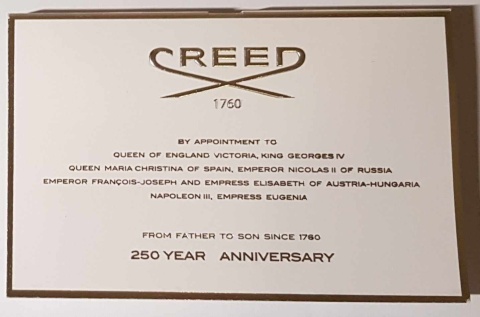 CREED
1760
BY APPOINTMENT TO
QUEEN OF ENGLAND VICTORIA, KING GEORGES IV
QUEEN MARIA CHRISTINA OF SPAIN, EMPEROR NICOLAS II OF RUSSIA
EMPEROR FRANÇOIS-JOSEPH AND EMPRESS ELISABETH OF AUSTRIA-HUNGARIA
NAPOLEON III, EMPRESS EUGENIA
FROM FATHER TO SON SINCE 1760
250 YEAR ANNIVERSARY